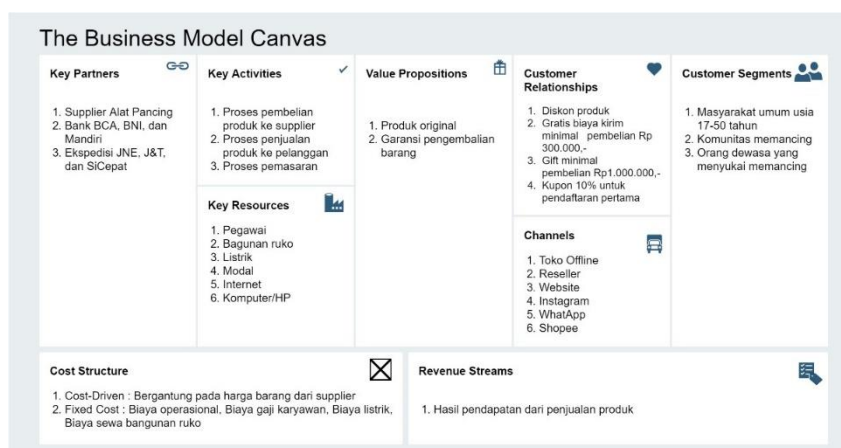 The Business Model Canvas
Key Partners
1. Supplier Alat Pancing
2. Bank BCA, BNI, dan
Mandiri
3. Ekspedisi JNE, J&T,
dan SiCepat
Key Activities
1. Proses pembelian
produk ke supplier
2. Proses penjualan
produk ke pelanggan
3. Proses pemasaran
Key Resources
1. Pegawai
2. Bagunan ruko
3. Listrik
4. Modal
5. Internet
6. Komputer/HP
Value Propositions
1. Produk original
2. Garansi pengembalian
barang
Customer
Relationships
1. Diskon produk
2. Gratis biaya kirim
minimal pembelian Rp
300.000,-
3. Gift minimal
pembelian Rp1.000.000,-
4. Kupon 10% untuk
pendaftaran pertama
Channels
1. Toko Offline
2. Reseller
3. Website
4. Instagram
5. WhatApp
6. Shopee
Customer Segments
1. Masyarakat umum usia
17-50 tahun
2. Komunitas memancing
3. Orang dewasa yang
menyukai memancing
Cost Structure
1. Cost-Driven : Bergantung pada harga barang dari supplier
2. Fixed Cost : Biaya operasional, Biaya gaji karyawan, Biaya listrik,
Biaya sewa bangunan ruko
Revenue Streams
1. Hasil pendapatan dari penjualan produk